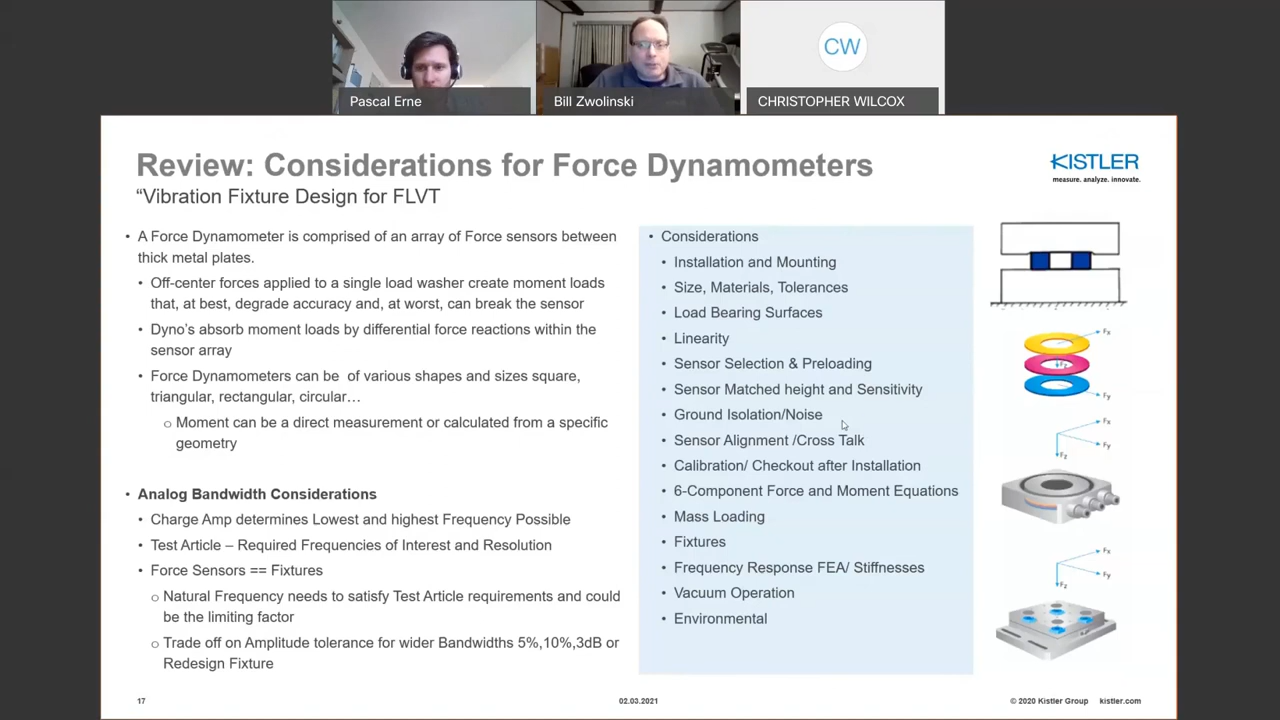 Pascal Erne
Bill Zwolinski
CW
CHRISTOPHER WILCOX
Review: Considerations for Force Dynamometers
“Vibration Fixture Design for FLVT
KISTLER
measure. analyze. innovate.
• A Force Dynamometer is comprised of an array of Force sensors between
thick metal plates.
• Off-center forces applied to a single load washer create moment loads
that, at best, degrade accuracy and, at worst, can break the sensor
• Dyno’s absorb moment loads by differential force reactions within the
sensor array
• Force Dynamometers can be of various shapes and sizes square,
triangular, rectangular, circular…
o Moment can be a direct measurement or calculated from a specific
geometry
• Analog Bandwidth Considerations
• Charge Amp determines Lowest and highest Frequency Possible
• Test Article – Required Frequencies of Interest and Resolution
• Force Sensors == Fixtures
o Natural Frequency needs to satisfy Test Article requirements and could
be the limiting factor
o Trade off on Amplitude tolerance for wider Bandwidths 5%,10%,3dB or
Redesign Fixture
• Considerations
• Installation and Mounting
• Size, Materials, Tolerances
• Load Bearing Surfaces
• Linearity
• Sensor Selection & Preloading
• Sensor Matched height and Sensitivity
• Ground Isolation/Noise
• Sensor Alignment /Cross Talk
• Calibration/ Checkout after Installation
• 6-Component Force and Moment Equations
• Mass Loading
• Fixtures
• Frequency Response FEA/ Stiffnesses
• Vacuum Operation
• Environmental
Fx
Fz
Fy
Fx
Fy
Fz
Fx
Fy
Fz
17
02.03.2021
© 2020 Kistler Group
kistler.com